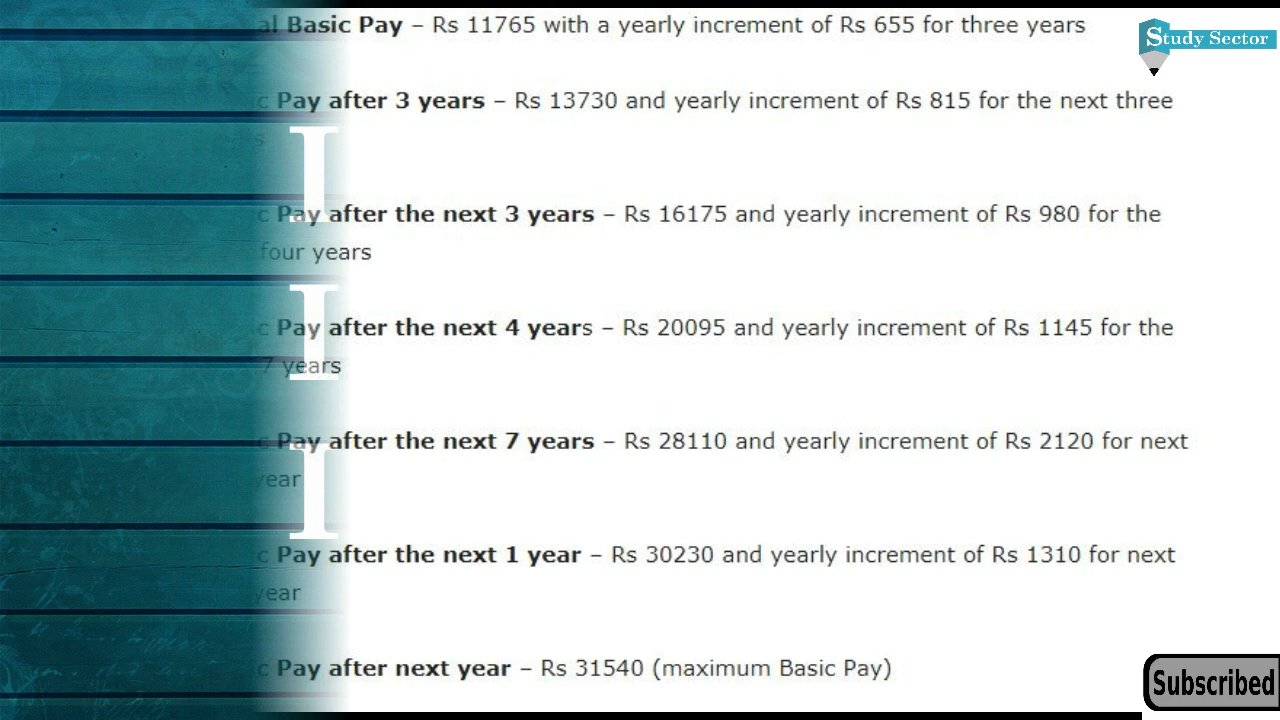 al Basic Pay – Rs 11765 with a yearly increment of Rs 655 for three years
Study Sector
c Pay after 3 years – Rs 13730 and yearly increment of Rs 815 for the next three
s
I
c Pay after the next 3 years – Rs 16175 and yearly increment of Rs 980 for the
four years
I
c Pay after the next 4 years – Rs 20095 and yearly increment of Rs 1145 for the
7 years
c Pay after the next 7 years – Rs 28110 and yearly increment of Rs 2120 for next
year
I
c Pay after the next 1 year – Rs 30230 and yearly increment of Rs 1310 for next
year
c Pay after next year – Rs 31540 (maximum Basic Pay)
Subscribed